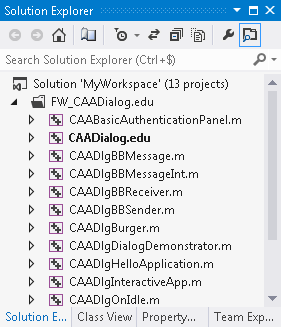 Solution Explorer
Search Solution Explorer (Ctrl+$)
Solution 'MyWorkspace' (13 projects)
FW_CAADialog.edu
CAABasicAuthenticationPanel.m
CAADialog.edu
CAADlgBBMessage.m
CAADlgBBMessageInt.m
CAADlgBBReceiver.m
CAADlgBBSender.m
CAADlgBurger.m
CAADlgDialogDemonstrator.m
CAADlgHelloApplication.m
CAADlgInteractiveApp.m
CAADlgOnIdle.m
Solution E... Class View Property... Team Exp...